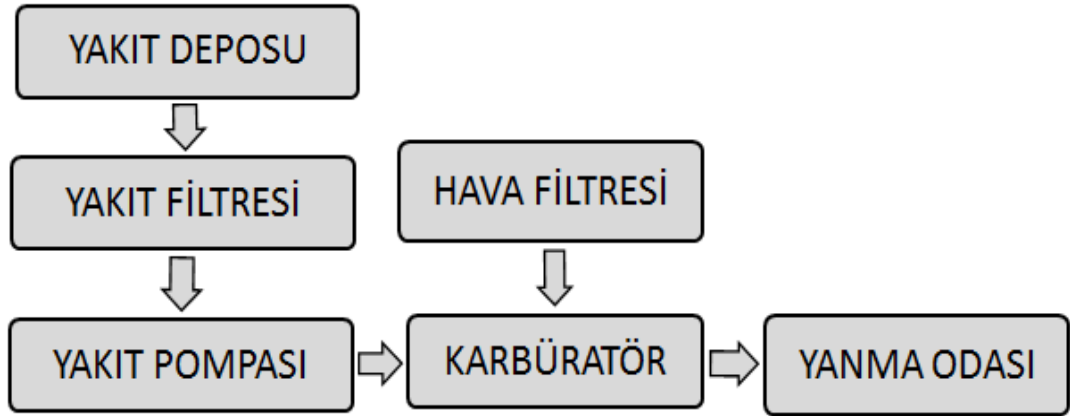 YAKIT DEPOSU
YAKIT FİLTRESİ
HAVA FİLTRESİ
YAKIT POMPASI
KARBÜRATÖR
YANMA ODASI